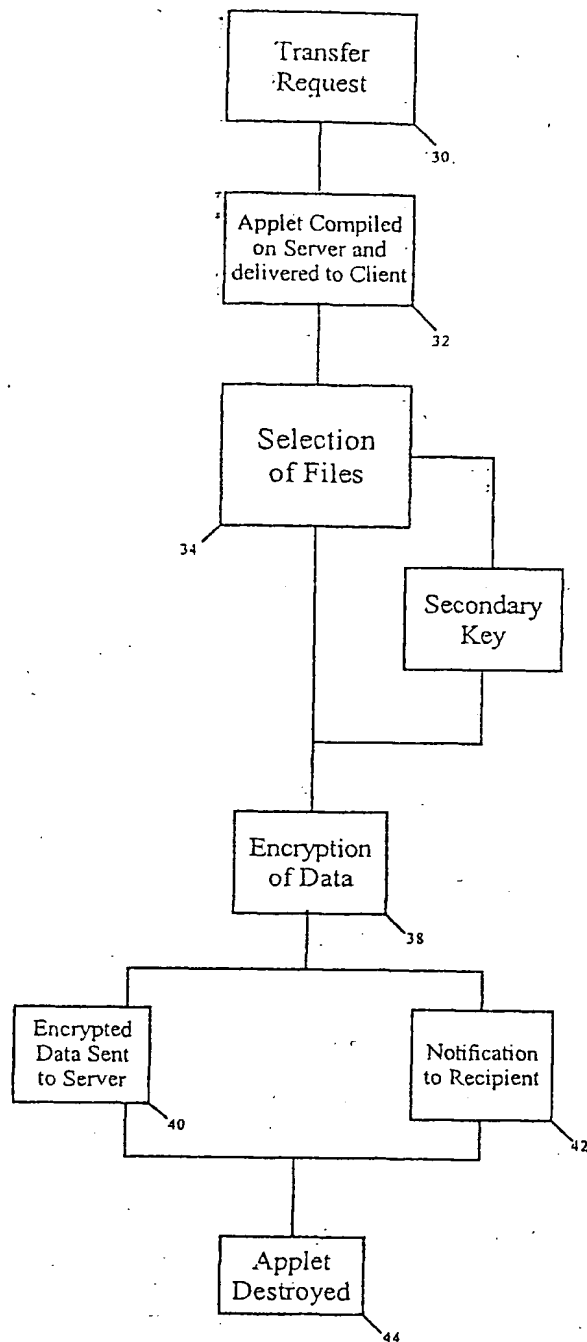 Transfer
Request
30
Applet Compiled
on Server and
delivered to Client
32
Selection
of Files
34
Secondary
Key
Encryption
of Data
38
Encrypted
Data Sent
to Server
40
Notification
to Recipient
42
Applet
Destroyed
44